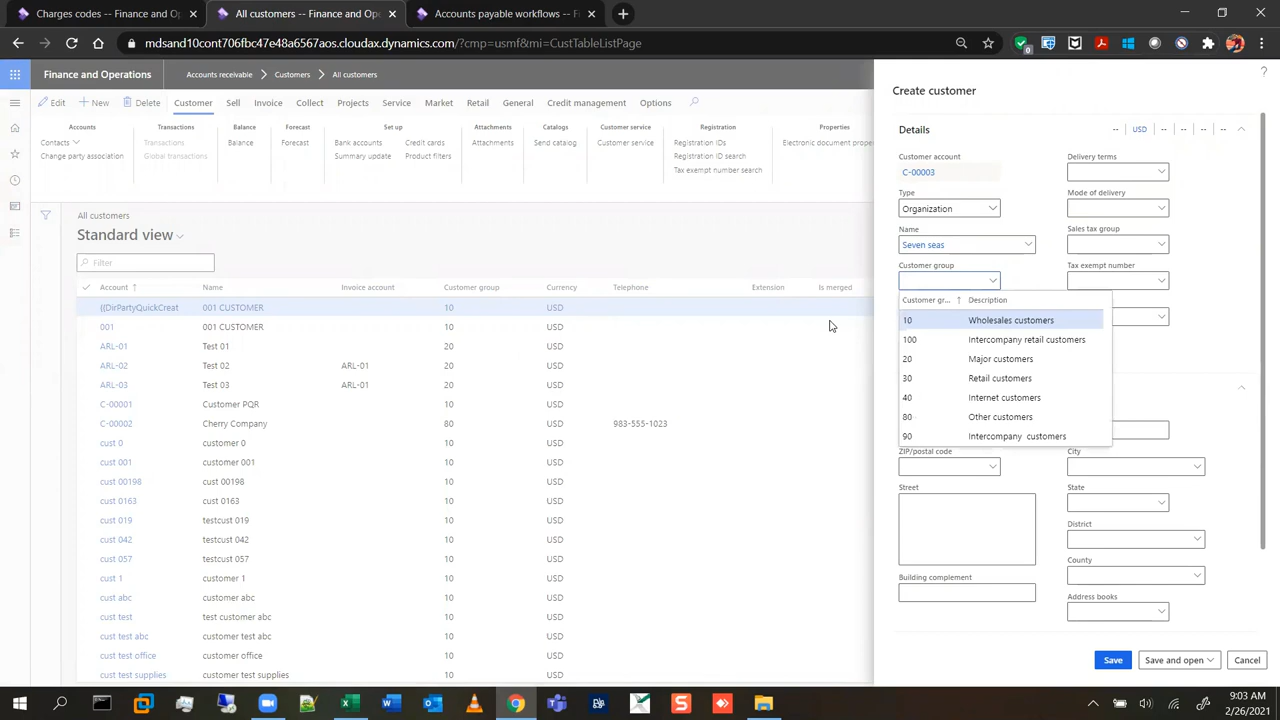 Charges codes -- Finance and Op
All customers -- Finance and Ope
Accounts payable workflows -- Fi
mdsand10cont706fbc47e48a6567aos.cloudax.dynamics.com/?cmp=usmf&mi=CustTableListPage
Finance and Operations
Accounts receivable
Customers
All customers
Edit
New
Delete
Customer
Sell
Invoice
Collect
Projects
Service
Market
Retail
General
Credit management
Options
Accounts
Contacts
Change party association
Transactions
Transactions
Global transactions
Balance
Balance
Forecast
Forecast
Set up
Bank accounts
Summary update
Credit cards
Product filters
Attachments
Attachments
Catalogs
Send catalog
Customer service
Customer service
Registration
Registration IDs
Registration ID search
Tax exempt number search
Properties
Electronic document prope
All customers
Standard view
Filter
Account Name Invoice account Customer group Currency Telephone Extension Is merged
{{DirPartyQuickCreat 001 CUSTOMER 10 USD
001 001 CUSTOMER 10 USD
ARL-01 Test 01 20 USD
ARL-02 Test 02 ARL-01 20 USD
ARL-03 Test 03 ARL-01 20 USD
C-00001 Customer PQR 10 USD
C-00002 Cherry Company 80 USD 983-555-1023
cust 0 customer 0 10 USD
cust 001 customer 001 10 USD
cust 00198 cust 00198 10 USD
cust 0163 cust 0163 10 USD
cust 019 testcust 019 10 USD
cust 042 testcust 042 10 USD
cust 057 testcust 057 10 USD
cust 1 customer 1 10 USD
cust abc customer abc 10 USD
cust test test customer abc 10 USD
cust test abc customer test abc 10 USD
cust test office customer office 10 USD
cust test supplies customer test supplies 10 USD
?
Create customer
Details
-- USD -- -- -- --
Customer account
C-00003
Type
Organization
Name
Seven seas
Customer group
Delivery terms
Mode of delivery
Sales tax group
Tax exempt number
Customer gr... Description
10 Wholesales customers
100 Intercompany retail customers
20 Major customers
30 Retail customers
40 Internet customers
80 Other customers
90 Intercompany customers
ZIP/postal code
Street
Building complement
City
State
District
County
Address books
Save
Save and open
Cancel
9:03 AM
2/26/2021